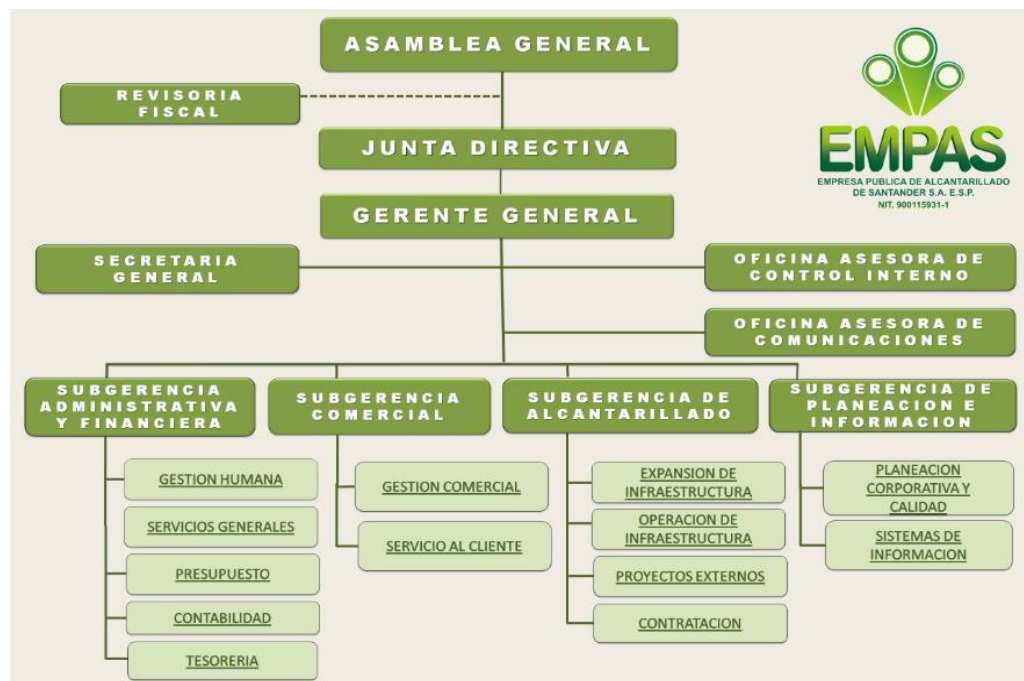 ASAMBLEA GENERAL
REVISORIA
FISCAL
JUNTA DIRECTIVA
EMPAS
EMPRESA PUBLICA DE ALCANTARILLADO
DE SANTANDER S.A. E.S.P.
NIT. 900115931-1
GERENTE GENERAL
SECRETARIA
GENERAL
OFICINA ASESORA DE
CONTROL INTERNO
OFICINA ASESORA DE
COMUNICACIONES
SUBGERENCIA
ADMINISTRATIVA
Y FINANCIERA
SUBGERENCIA
COMERCIAL
SUBGERENCIA DE
ALCANTARILLADO
SUBGERENCIA DE
PLANEACION E
INFORMACION
GESTION HUMANA
SERVICIOS GENERALES
PRESUPUESTO
CONTABILIDAD
TESORERIA
GESTION COMERCIAL
SERVICIO AL CLIENTE
EXPANSION DE
INFRAESTRUCTURA
OPERACION DE
INFRAESTRUCTURA
PROYECTOS EXTERNOS
CONTRATACION
PLANEACION
CORPORATIVA Y
CALIDAD
SISTEMAS DE
INFORMACION